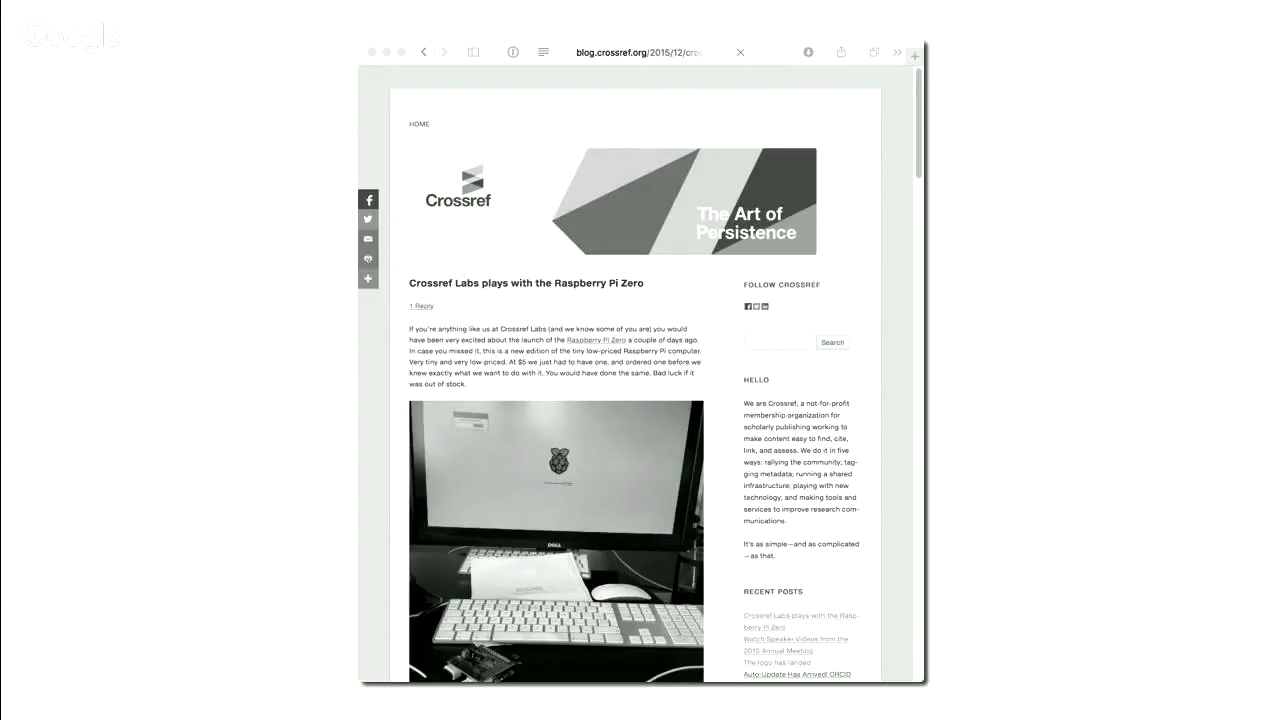 Google
blog.crossref.org/2015/12/cros
HOME
Crossref
The Art of
Persistence
Crossref Labs plays with the Raspberry Pi Zero
1 Reply
If you're anything like us at Crossref Labs (and we know some of you are) you would
have been very excited about the launch of the Raspberry Pi Zero a couple of days ago.
In case you missed it, this is a new edition of the tiny low-priced Raspberry Pi computer.
Very tiny and very low-priced. At $5 we just had to have one, and ordered one before we
knew exactly what we want to do with it. You would have done the same. Bad luck if it
was out of stock.
DELL
FOLLOW CROSSREF
Search
HELLO
We are Crossref, a not-for-profit
membership organization for
scholarly publishing working to
make content easy to find, cite,
link, and assess. We do it in five
ways: rallying the community; tag-
ging metadata; running a shared
infrastructure; playing with new
technology; and making tools and
services to improve research com-
munications.
It's as simple—and as complicated
—as that.
RECENT POSTS
Crossref Labs plays with the Rasp-
berry Pi Zero
Watch Speaker Videos from the
2015 Annual Meeting
The logo has landed
Auto-Update Has Arrived! ORCID